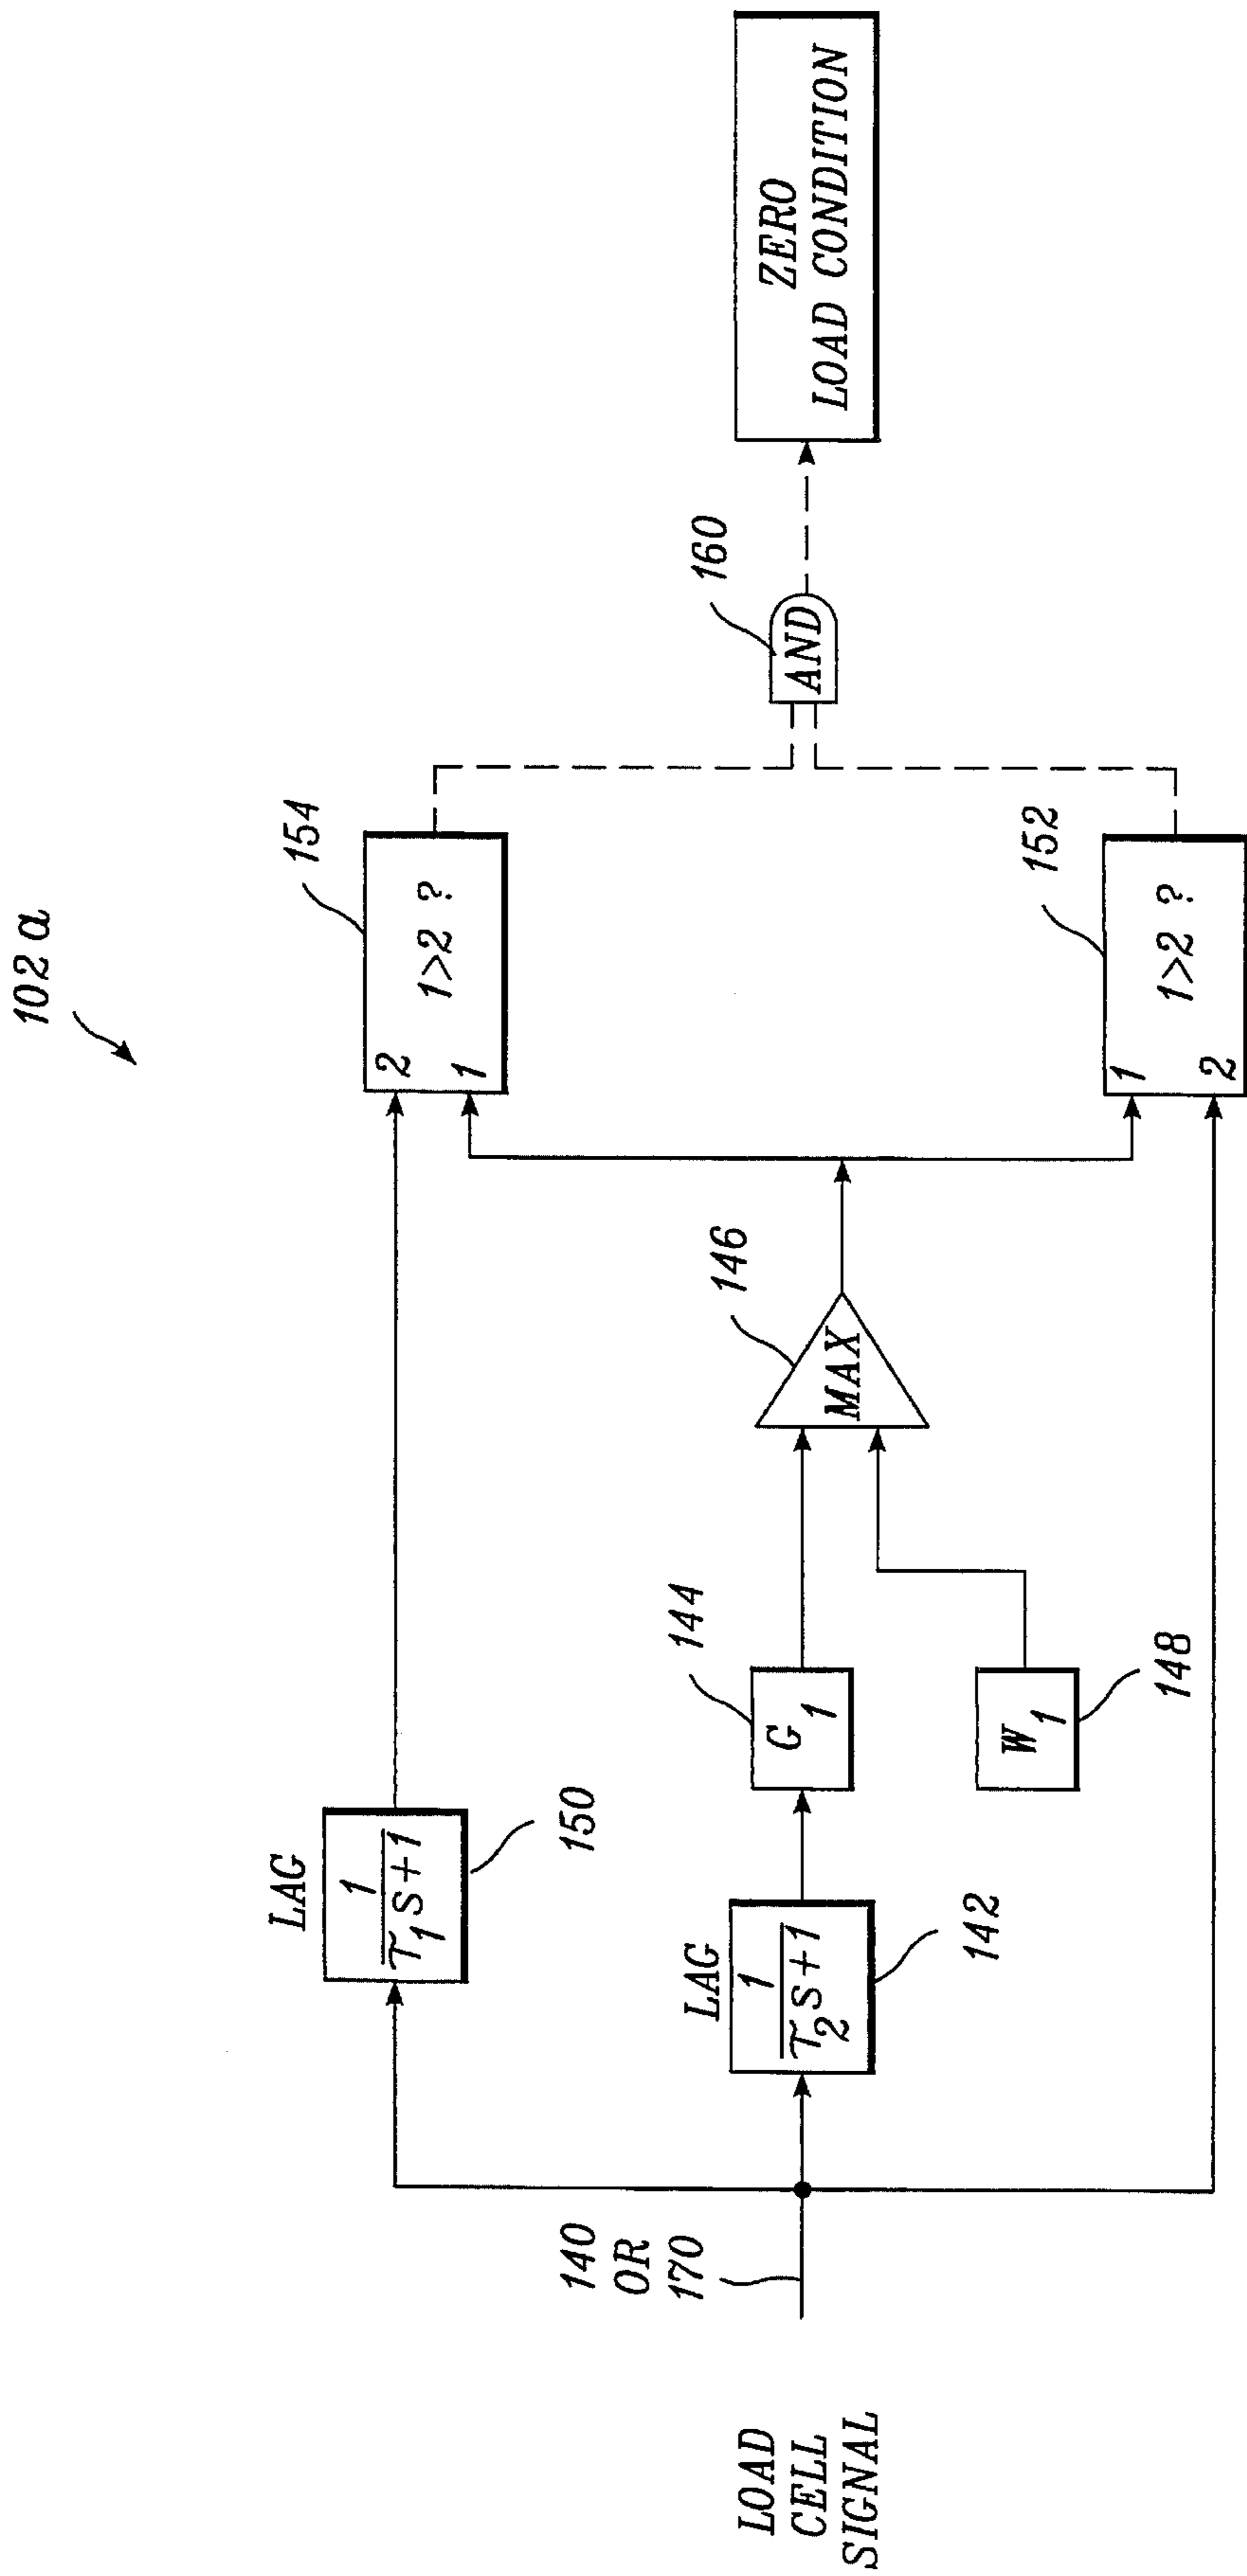 102a
LOAD
CELL
SIGNAL
140
OR
170
LAG
1
τ1S+1
150
LAG
1
τ2S+1
142
G1
144
W1
148
MAX
146
2
1
1>2 ?
154
1
2
1>2 ?
152
AND
160
ZERO
LOAD CONDITION